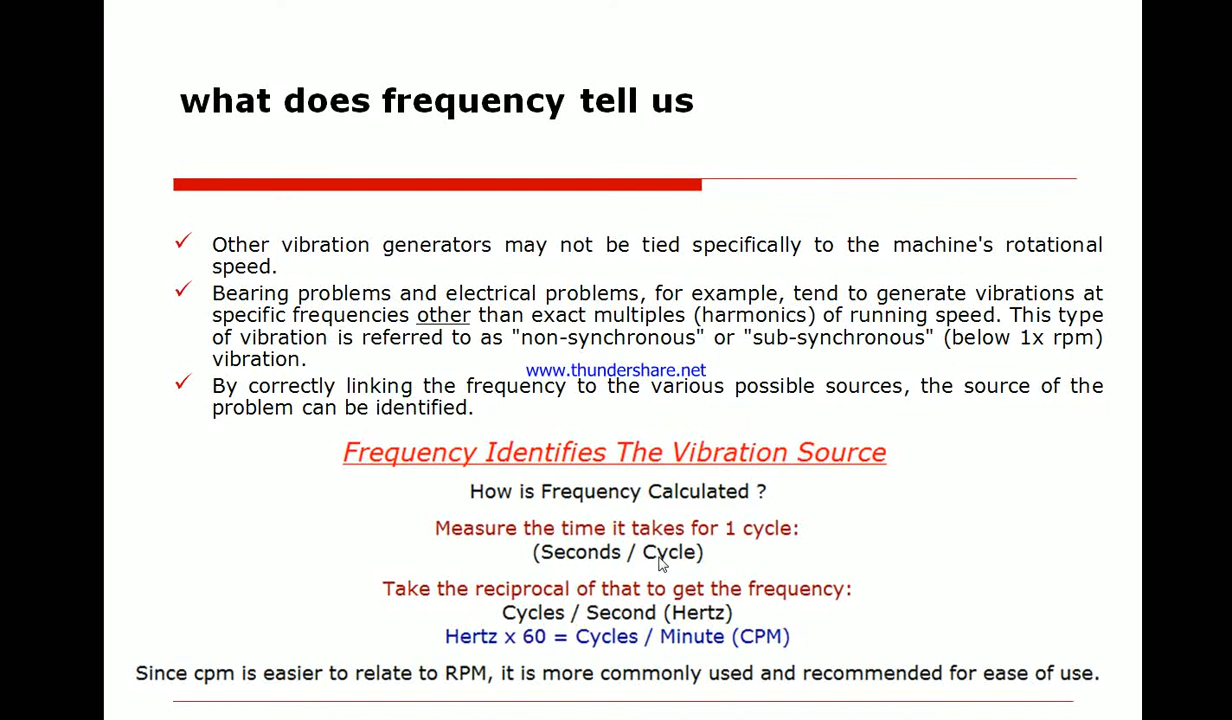 what does frequency tell us
Other vibration generators may not be tied specifically to the machine's rotational
speed.
Bearing problems and electrical problems, for example, tend to generate vibrations at
specific frequencies other than exact multiples (harmonics) of running speed. This type
of vibration is referred to as "non-synchronous" or "sub-synchronous" (below 1x rpm)
vibration.
www.thundershare.net
By correctly linking the frequency to the various possible sources, the source of the
problem can be identified.
Frequency Identifies The Vibration Source
How is Frequency Calculated ?
Measure the time it takes for 1 cycle:
(Seconds / Cycle)
Take the reciprocal of that to get the frequency:
Cycles / Second (Hertz)
Hertz x 60 = Cycles / Minute (CPM)
Since cpm is easier to relate to RPM, it is more commonly used and recommended for ease of use.